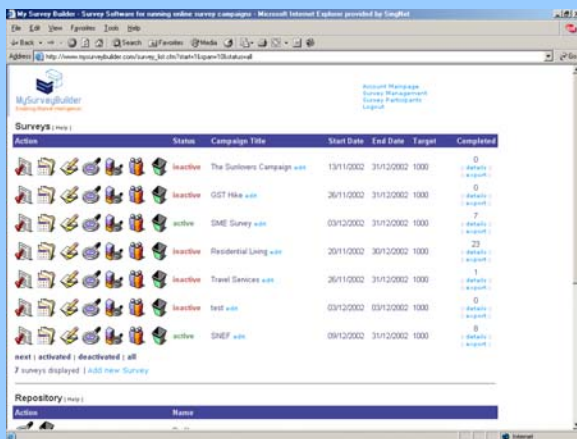 My Survey Builder - Survey Software for running online survey campaigns - Microsoft Internet Explorer provided by SingNet
File Edit View Favorites Tools Help
Back Search Favorites Media
Address http://www.mysurveybuilder.com/survey_list.cfm?start=1&span=10&status=all Go
MySurveyBuilder
Account Mainpage
Survey Management
Survey Participants
Logout
Surveys [ Help ]
Action Status Campaign Title Start Date End Date Target Completed
inactive The Sunlovers Campaign edit 13/11/2002 31/12/2002 1000 0
| details |
| export |
inactive GST Hike edit 26/11/2002 31/12/2002 1000 0
| details |
| export |
active SME Survey edit 03/12/2002 31/12/2002 1000 7
| details |
| export |
inactive Residential Living edit 20/11/2002 30/12/2002 1000 23
| details |
| export |
inactive Travel Services edit 26/11/2002 31/12/2002 1000 1
| details |
| export |
inactive test edit 03/12/2002 03/12/2002 1000 0
| details |
| export |
active SNEF edit 09/12/2002 31/12/2002 1000 8
| details |
| export |
next | activated | deactivated | all
7 surveys displayed | Add new Survey
Repository [ Help ]
Action Name
Internet